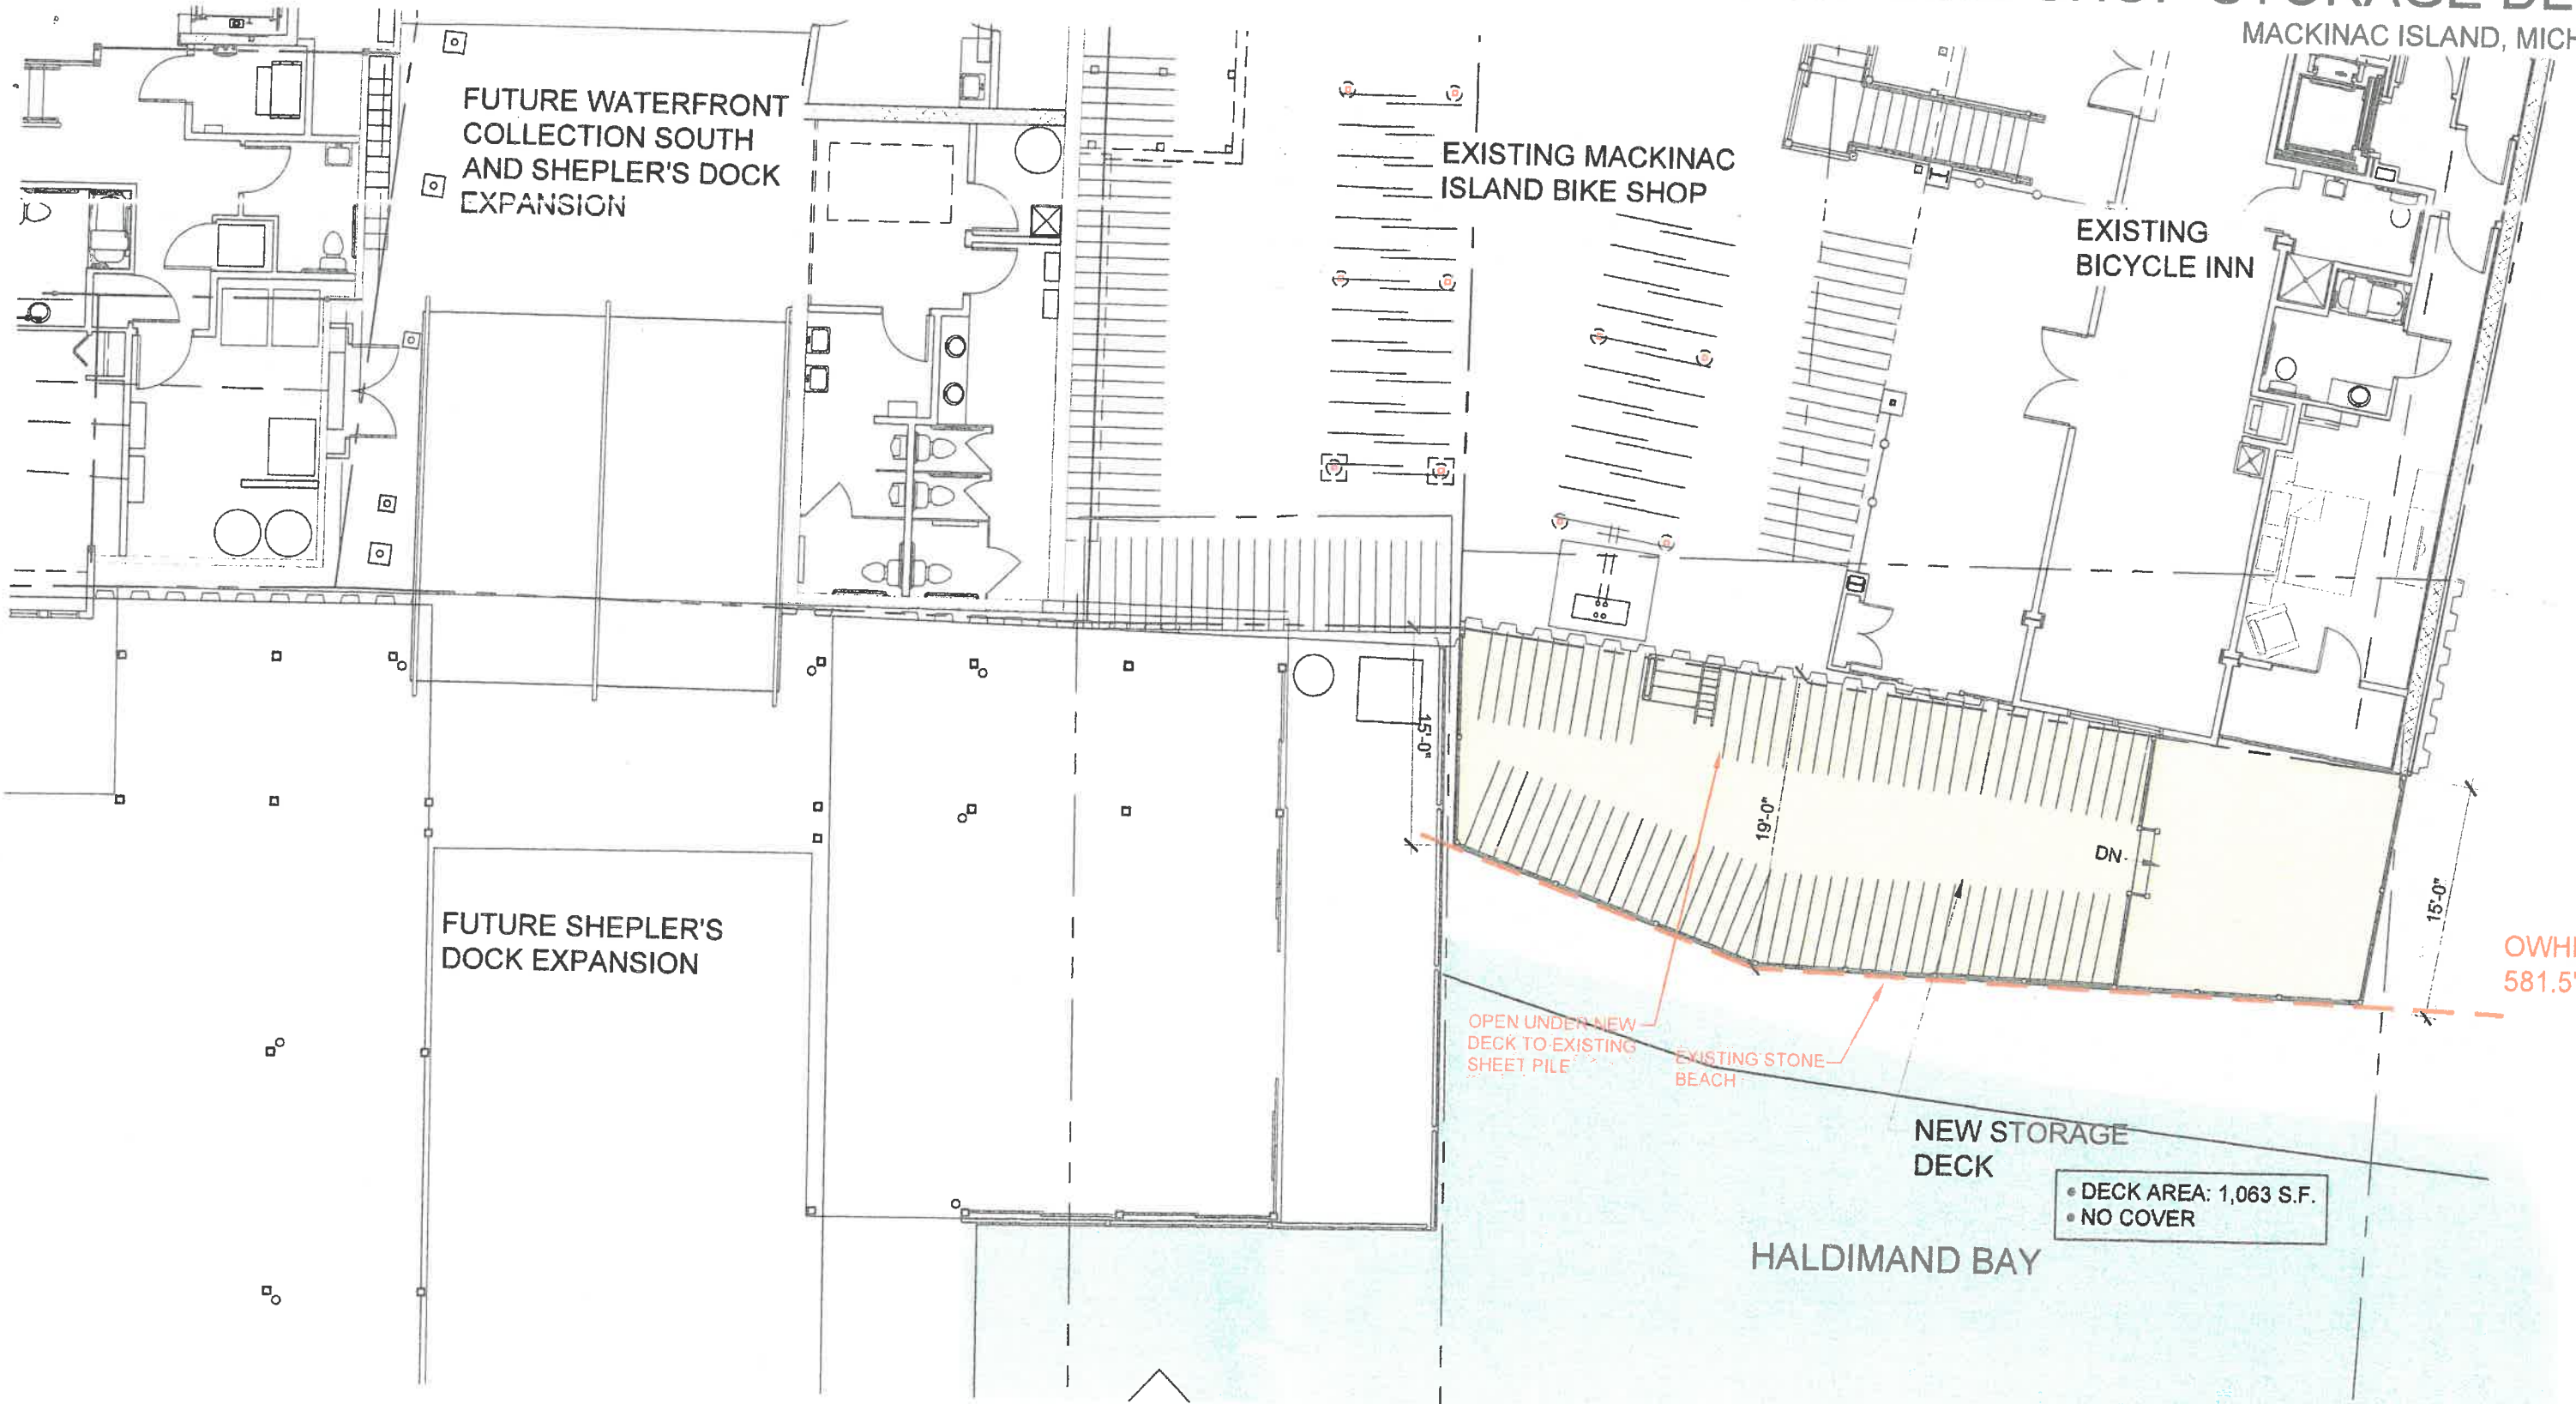 MACKINAC ISLAND, MICH
FUTURE WATERFRONT
COLLECTION SOUTH
AND SHEPLER'S DOCK
EXPANSION
EXISTING MACKINAC
ISLAND BIKE SHOP
EXISTING
BICYCLE INN
15'-0"
19'-0"
DN
15'-0"
FUTURE SHEPLER'S
DOCK EXPANSION
581.5'
OPEN UNDER NEW
DECK TO EXISTING
SHEET PILE
EXISTING STONE
BEACH
NEW STORAGE
DECK
• DECK AREA: 1,063 S.F.
• NO COVER
HALDIMAND BAY